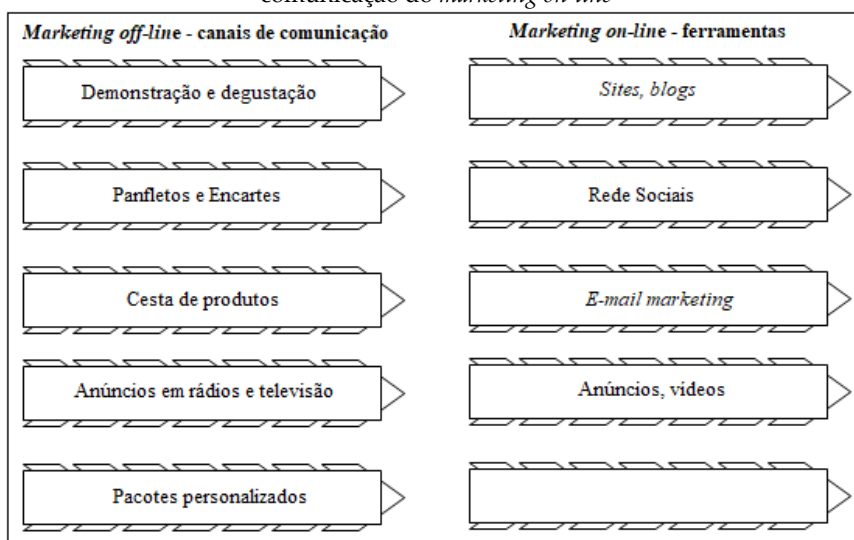 comunicação do marketing on-line
Marketing off-line - canais de comunicação
Demonstração e degustação
Panfletos e Encartes
Cesta de produtos
Anúncios em rádios e televisão
Pacotes personalizados
Marketing on-line - ferramentas
Sites, blogs
Rede Sociais
E-mail marketing
Anúncios, vídeos